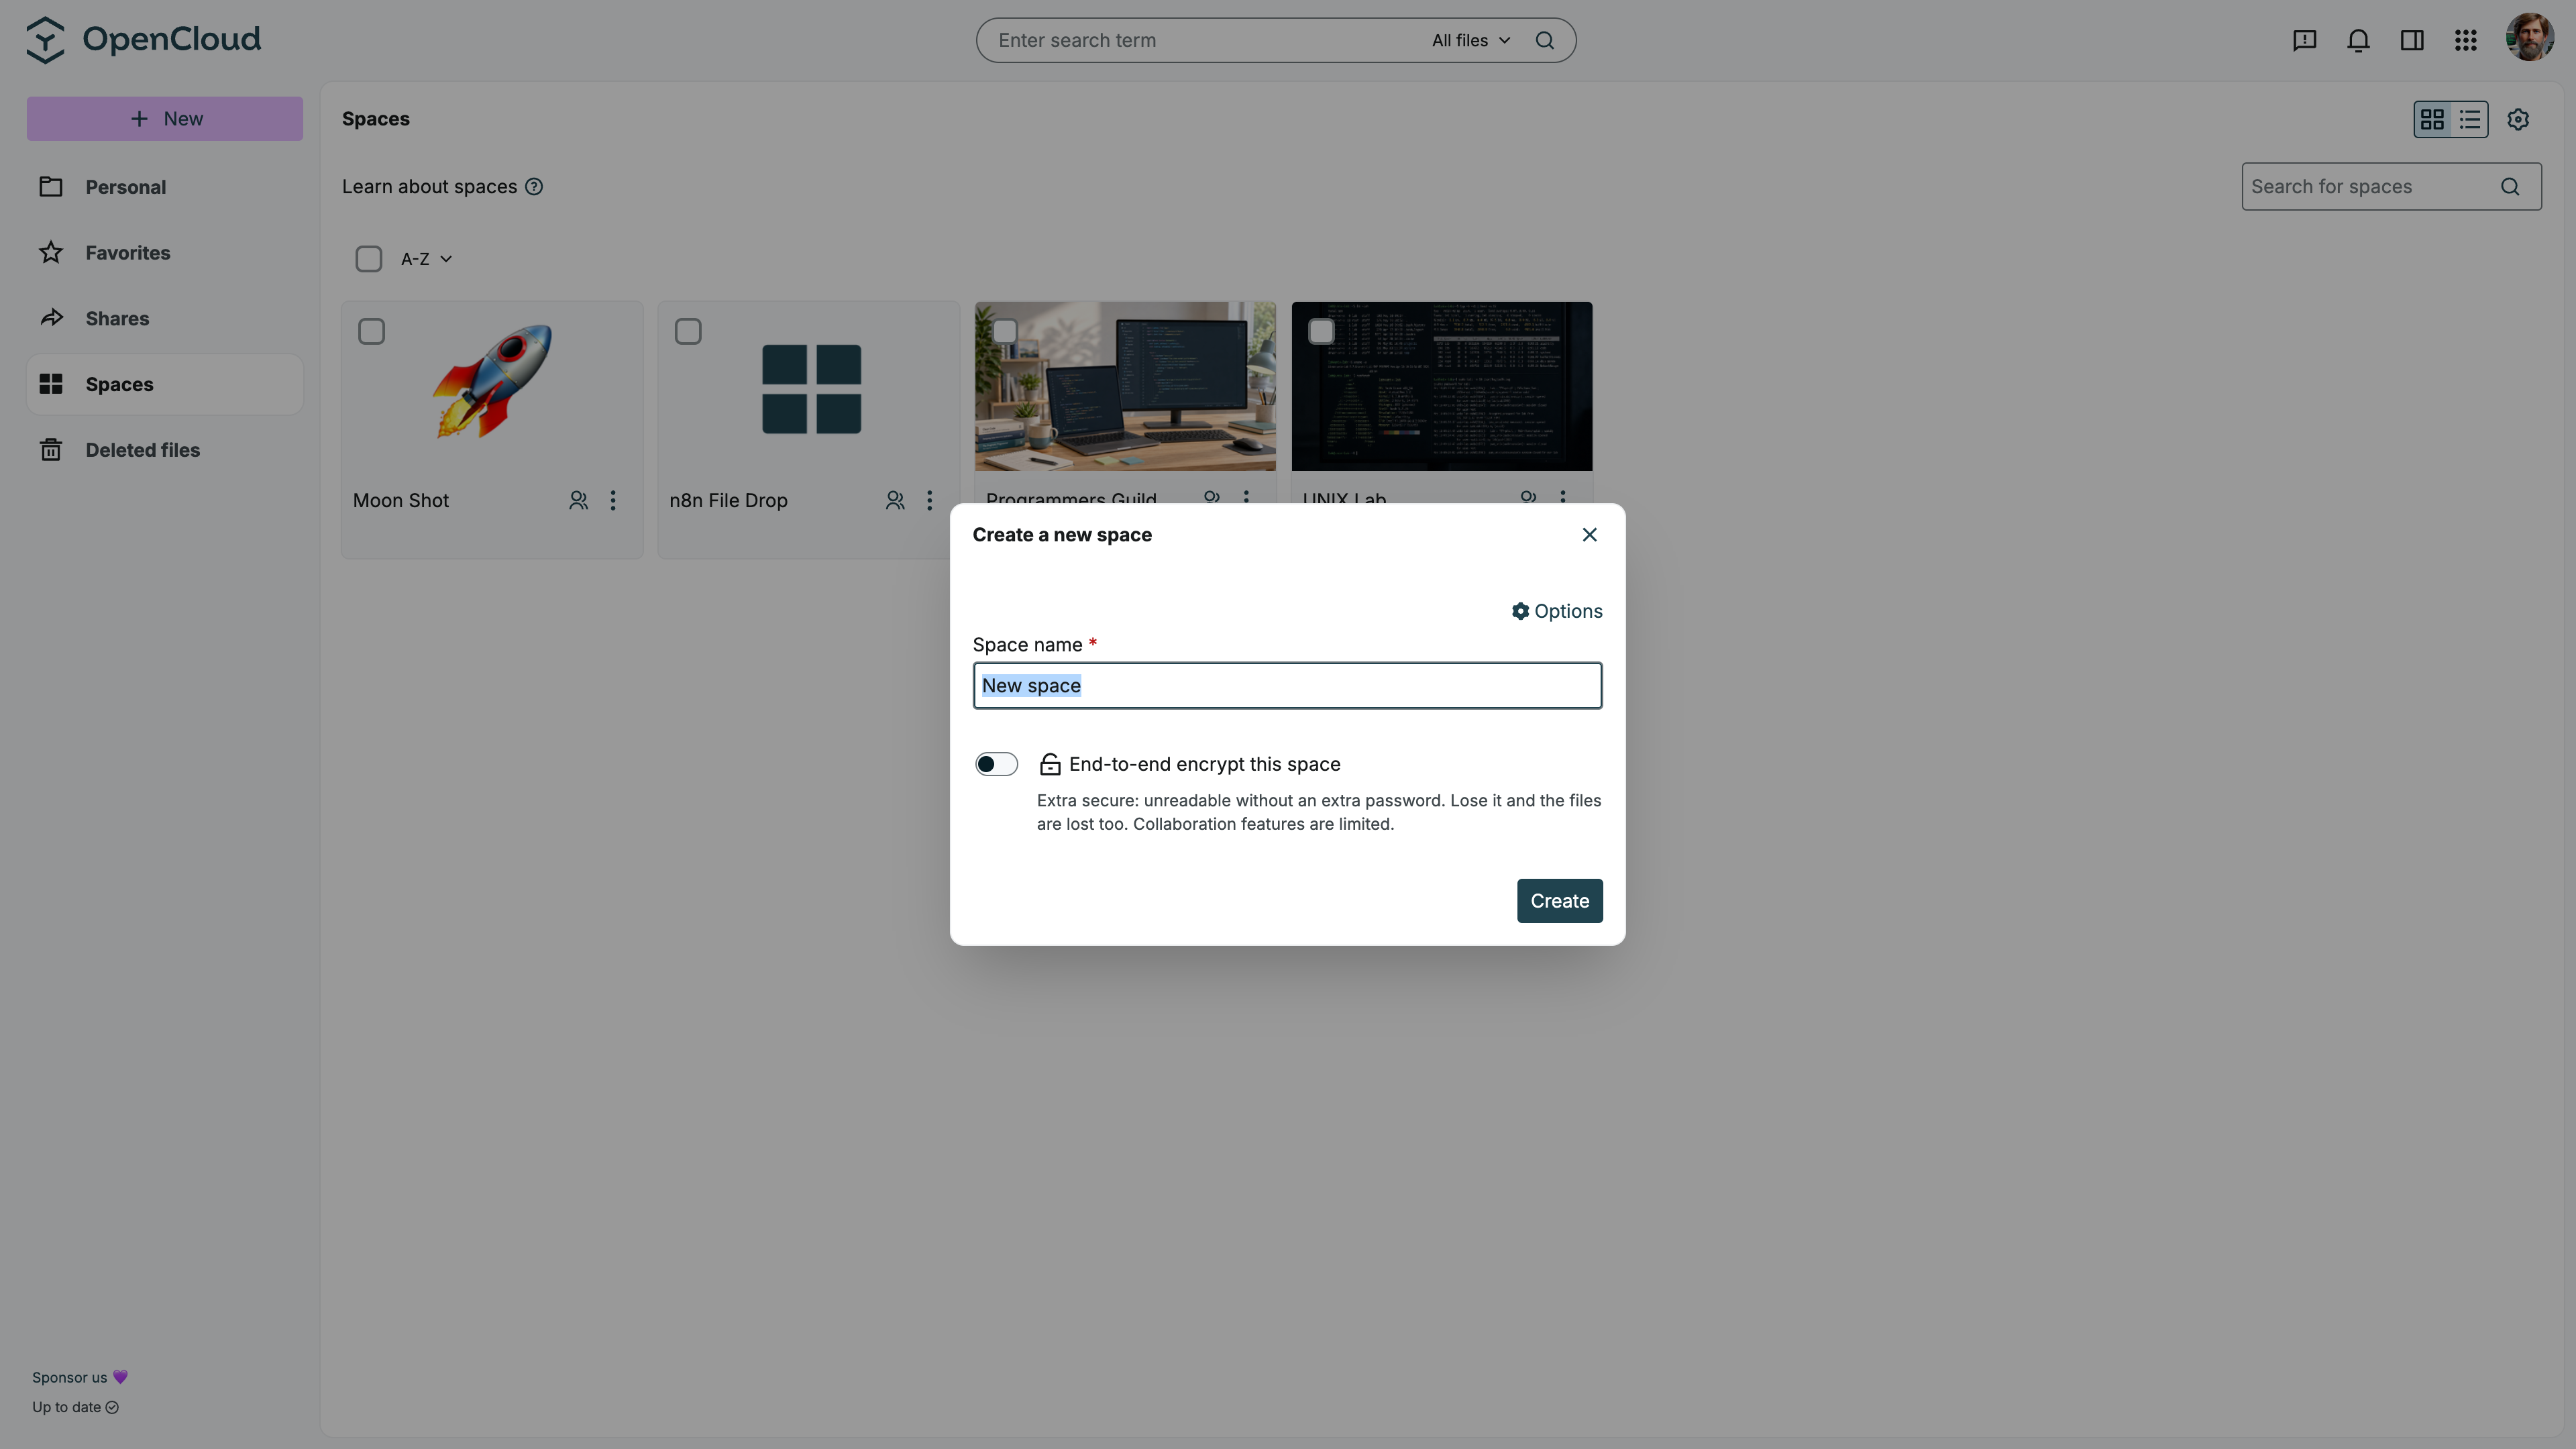 OpenCloud
Enter search term
All files
New
Spaces
Personal
Learn about spaces
Search for spaces
Favorites
A-Z
Shares
Spaces
Deleted files
Moon Shot
n8n File Drop
Programmers Guild
UNIX Lab
Create a new space
Options
Space name *
New space
End-to-end encrypt this space
Extra secure: unreadable without an extra password. Lose it and the files
are lost too. Collaboration features are limited.
Create
Sponsor us 💜
Up to date